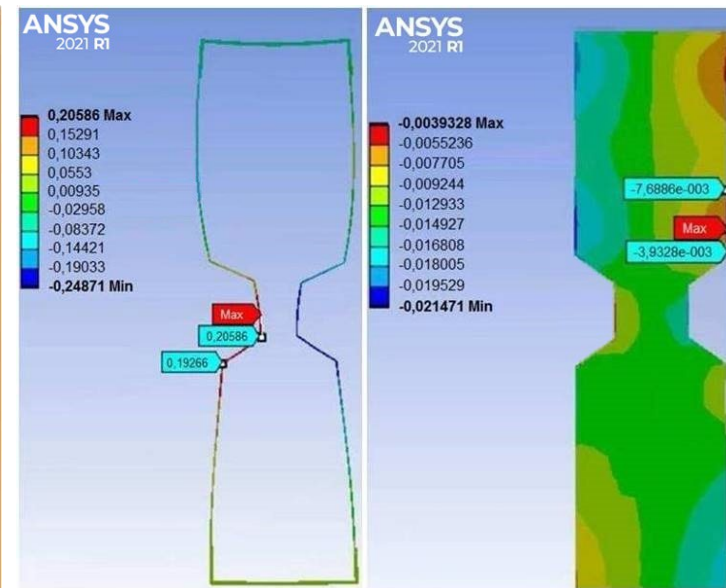 ANSYS
2021 R1
0,20586 Max
0,15291
0,10343
0,0553
0,00935
-0,02958
-0,08372
-0,14421
-0,19033
-0,24871 Min
Max
0,20586
0,19266
ANSYS
2021 R1
-0,0039328 Max
-0,0055236
-0,007705
-0,009244
-0,012933
-0,014927
-0,016808
-0,018005
-0,019529
-0,021471 Min
-7,6886e-003
Max
-3,9328e-003